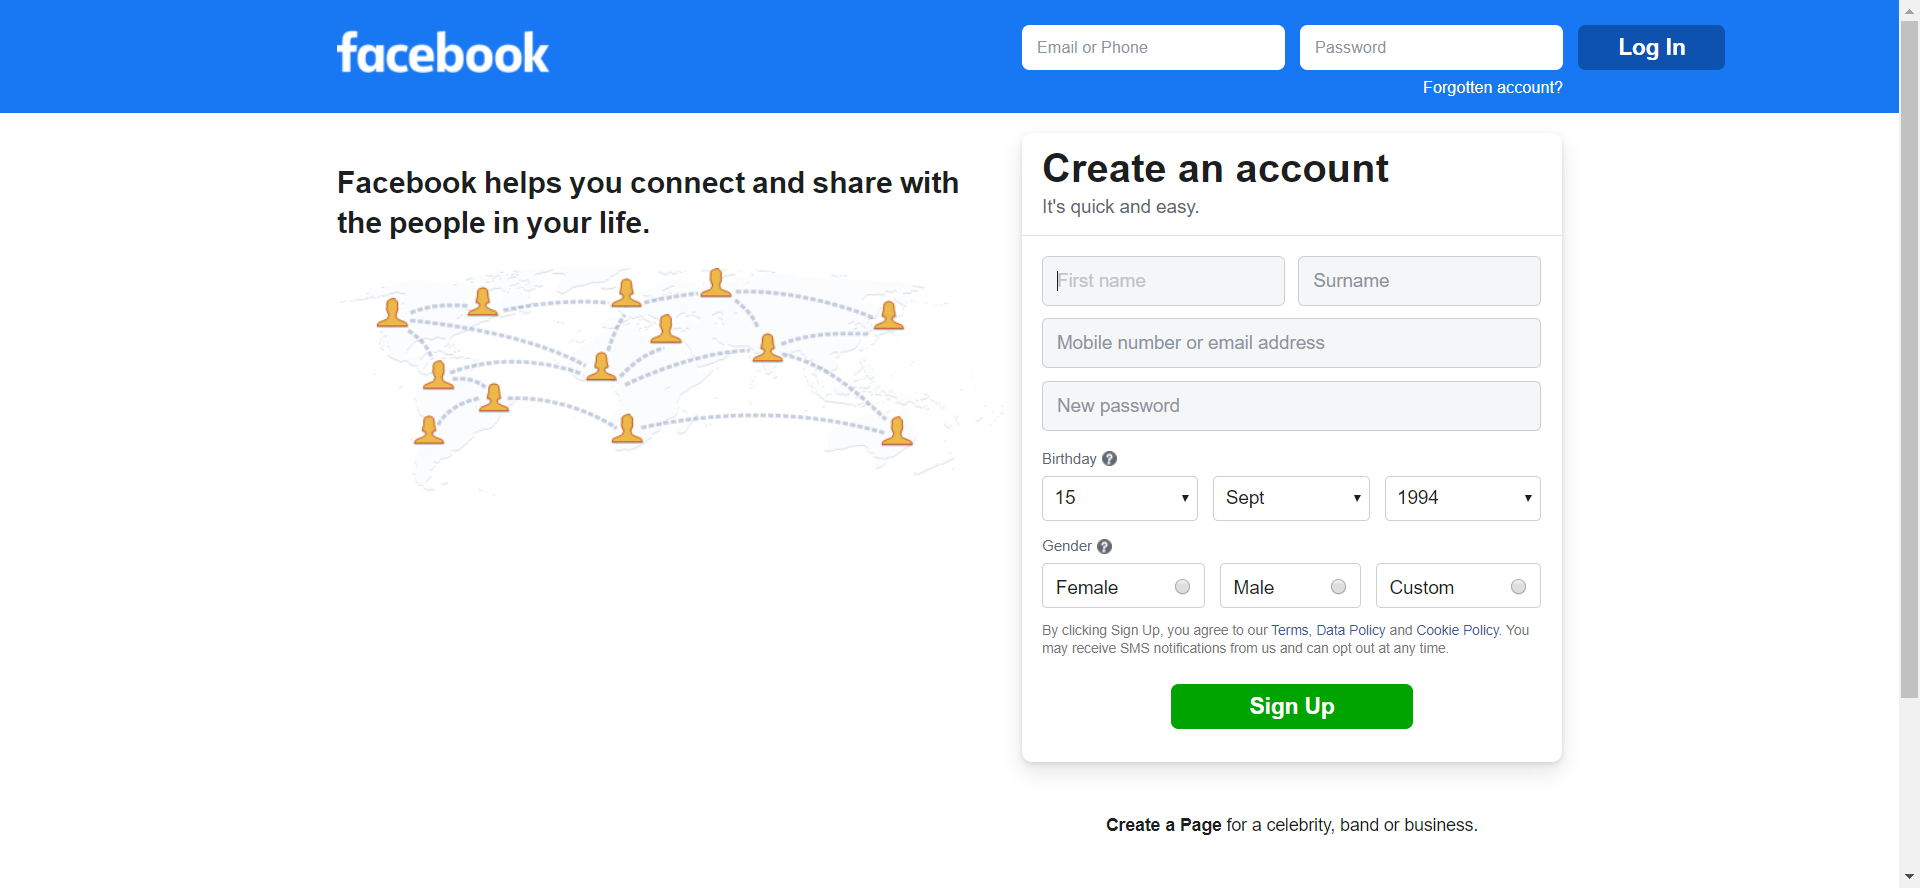 facebook
Email or Phone
Password
Log In
Forgotten account?
Facebook helps you connect and share with
the people in your life.
Create an account
It's quick and easy.
First name
Surname
Mobile number or email address
New password
Birthday ?
15
Sept
1994
Gender ?
Female
Male
Custom
By clicking Sign Up, you agree to our Terms, Data Policy and Cookie Policy. You
may receive SMS notifications from us and can opt out at any time.
Sign Up
Create a Page for a celebrity, band or business.